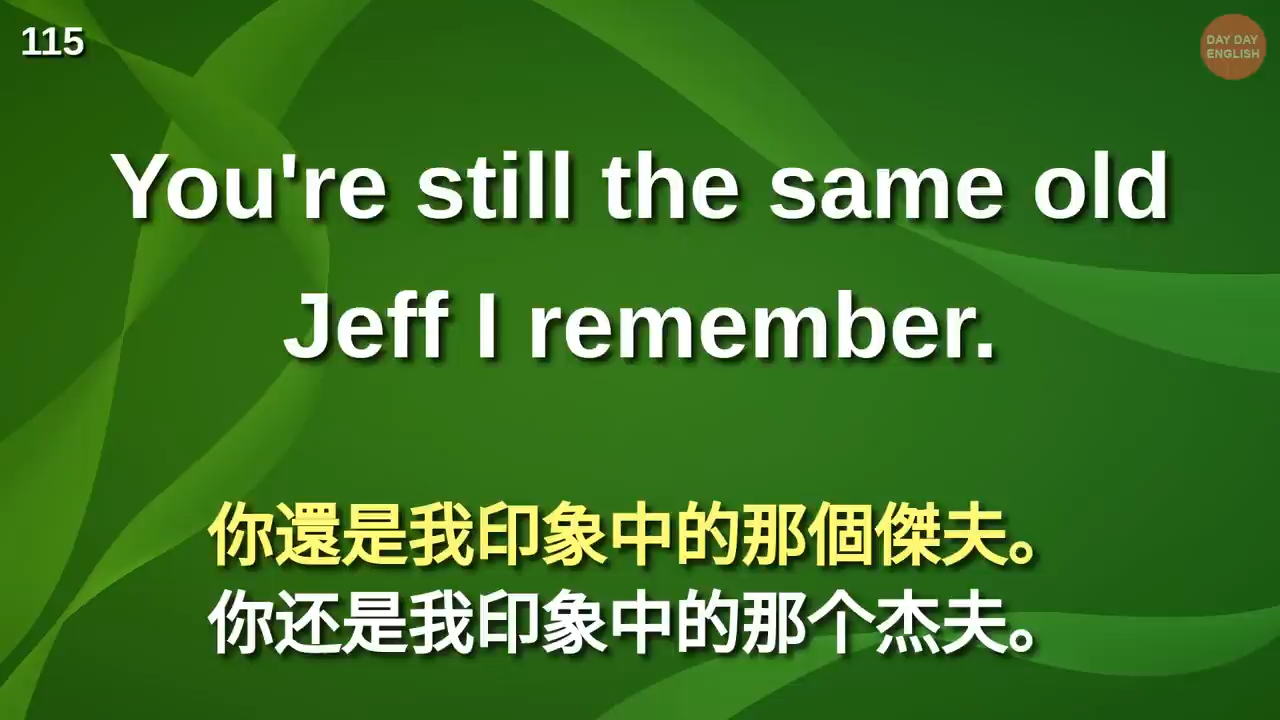 115
DAY DAY
ENGLISH
You're still the same old
Jeff I remember.
你還是我印象中的那個傑夫。
你还是我印象中的那个杰夫。